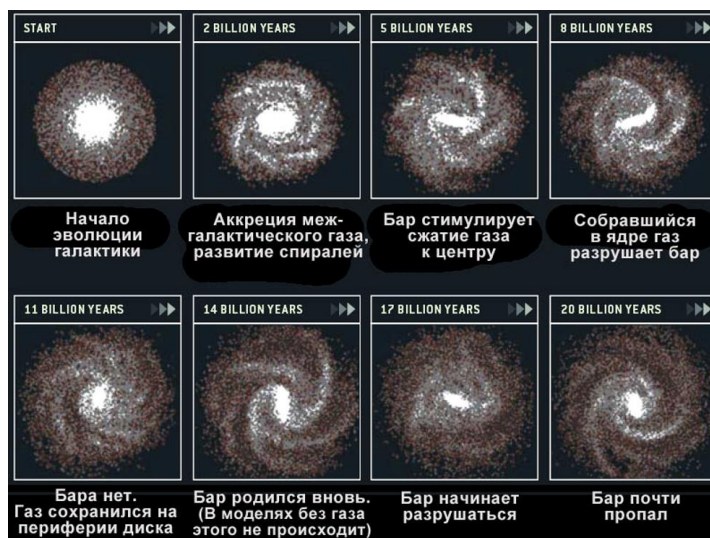 START
2 BILLION YEARS
5 BILLION YEARS
8 BILLION YEARS
Начало
эволюции
галактики
Аккреция меж-
галактического газа,
развитие спиралей
Бар стимулирует
сжатие газа
к центру
Собравшийся
в ядре газ
разрушает бар
11 BILLION YEARS
14 BILLION YEARS
17 BILLION YEARS
20 BILLION YEARS
Бара нет.
Газ сохранился на
периферии диска
Бар родился вновь.
(В моделях без газа
этого не происходит)
Бар начинает
разрушаться
Бар почти
пропал